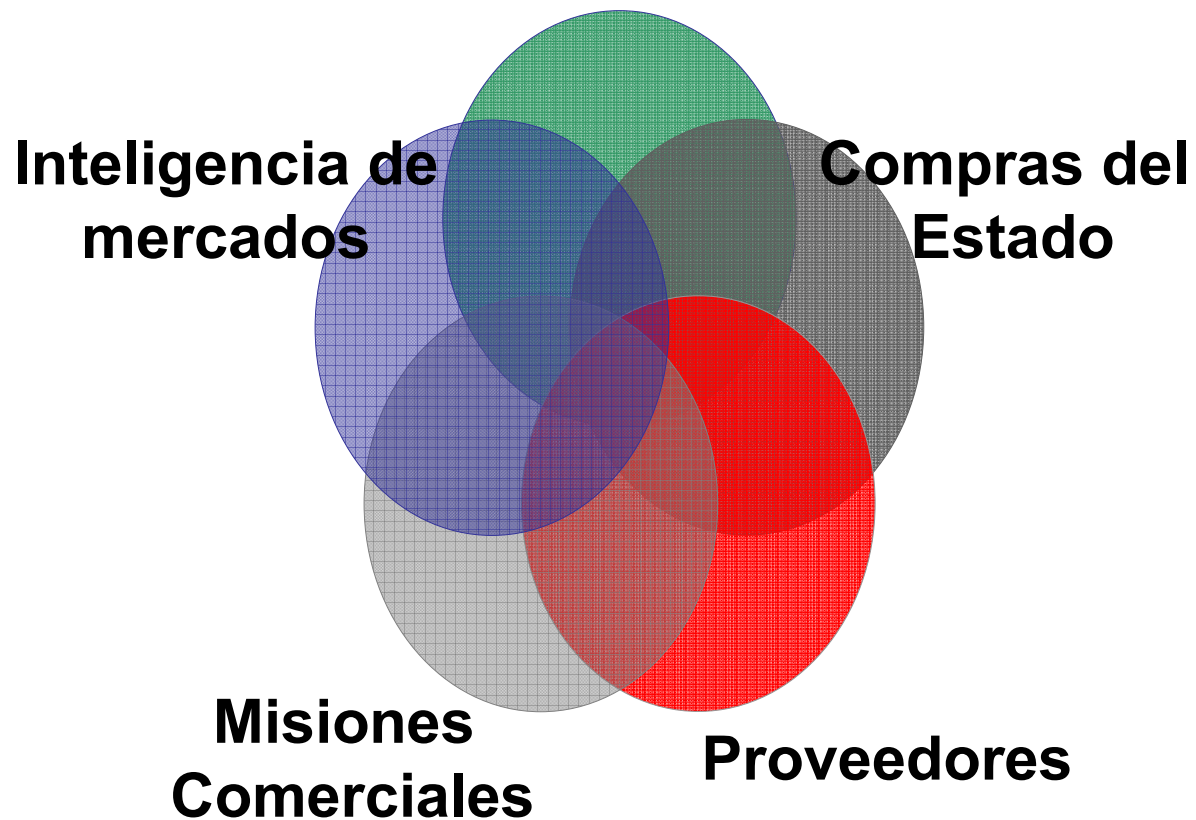 Inteligencia de
mercados
Compras del
Estado
Misiones
Comerciales
Proveedores